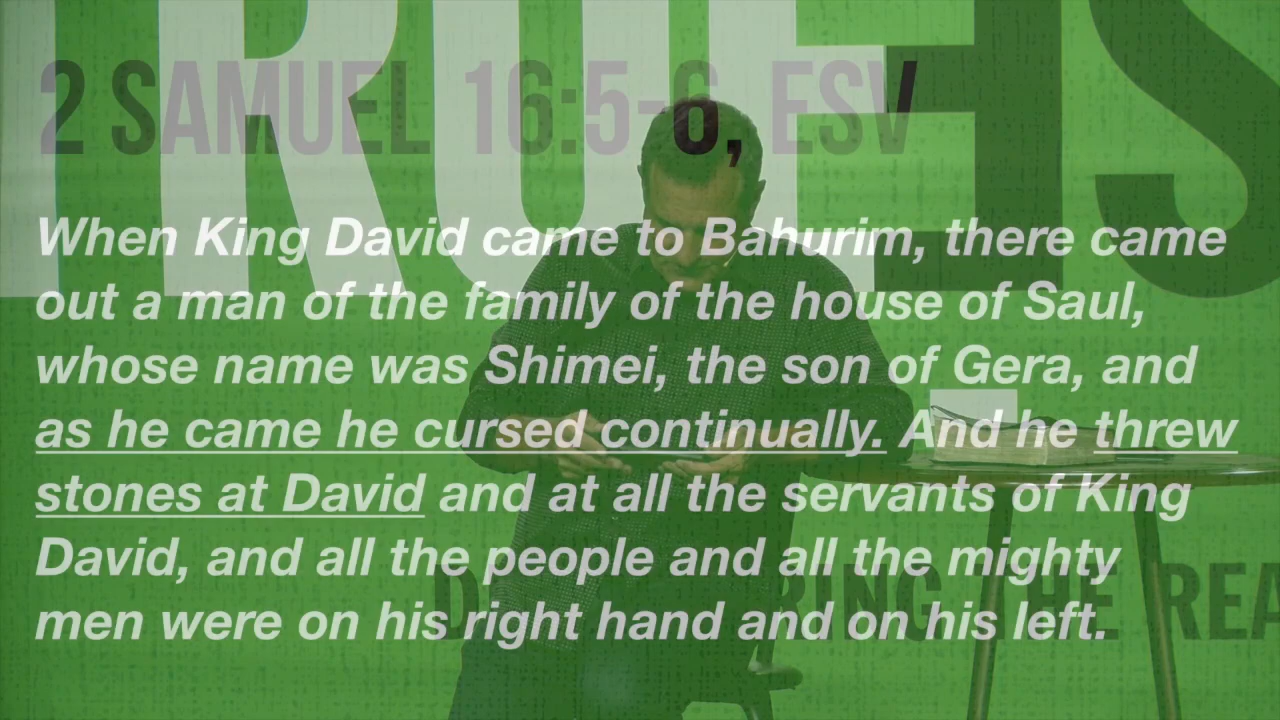 2 SAMUEL 16:5-6, ESV
When King David came to Bahurim, there came
out a man of the family of the house of Saul,
whose name was Shimei, the son of Gera, and
as he came he cursed continually. And he threw
stones at David and at all the servants of King
David, and all the people and all the mighty
men were on his right hand and on his left.
THE REA